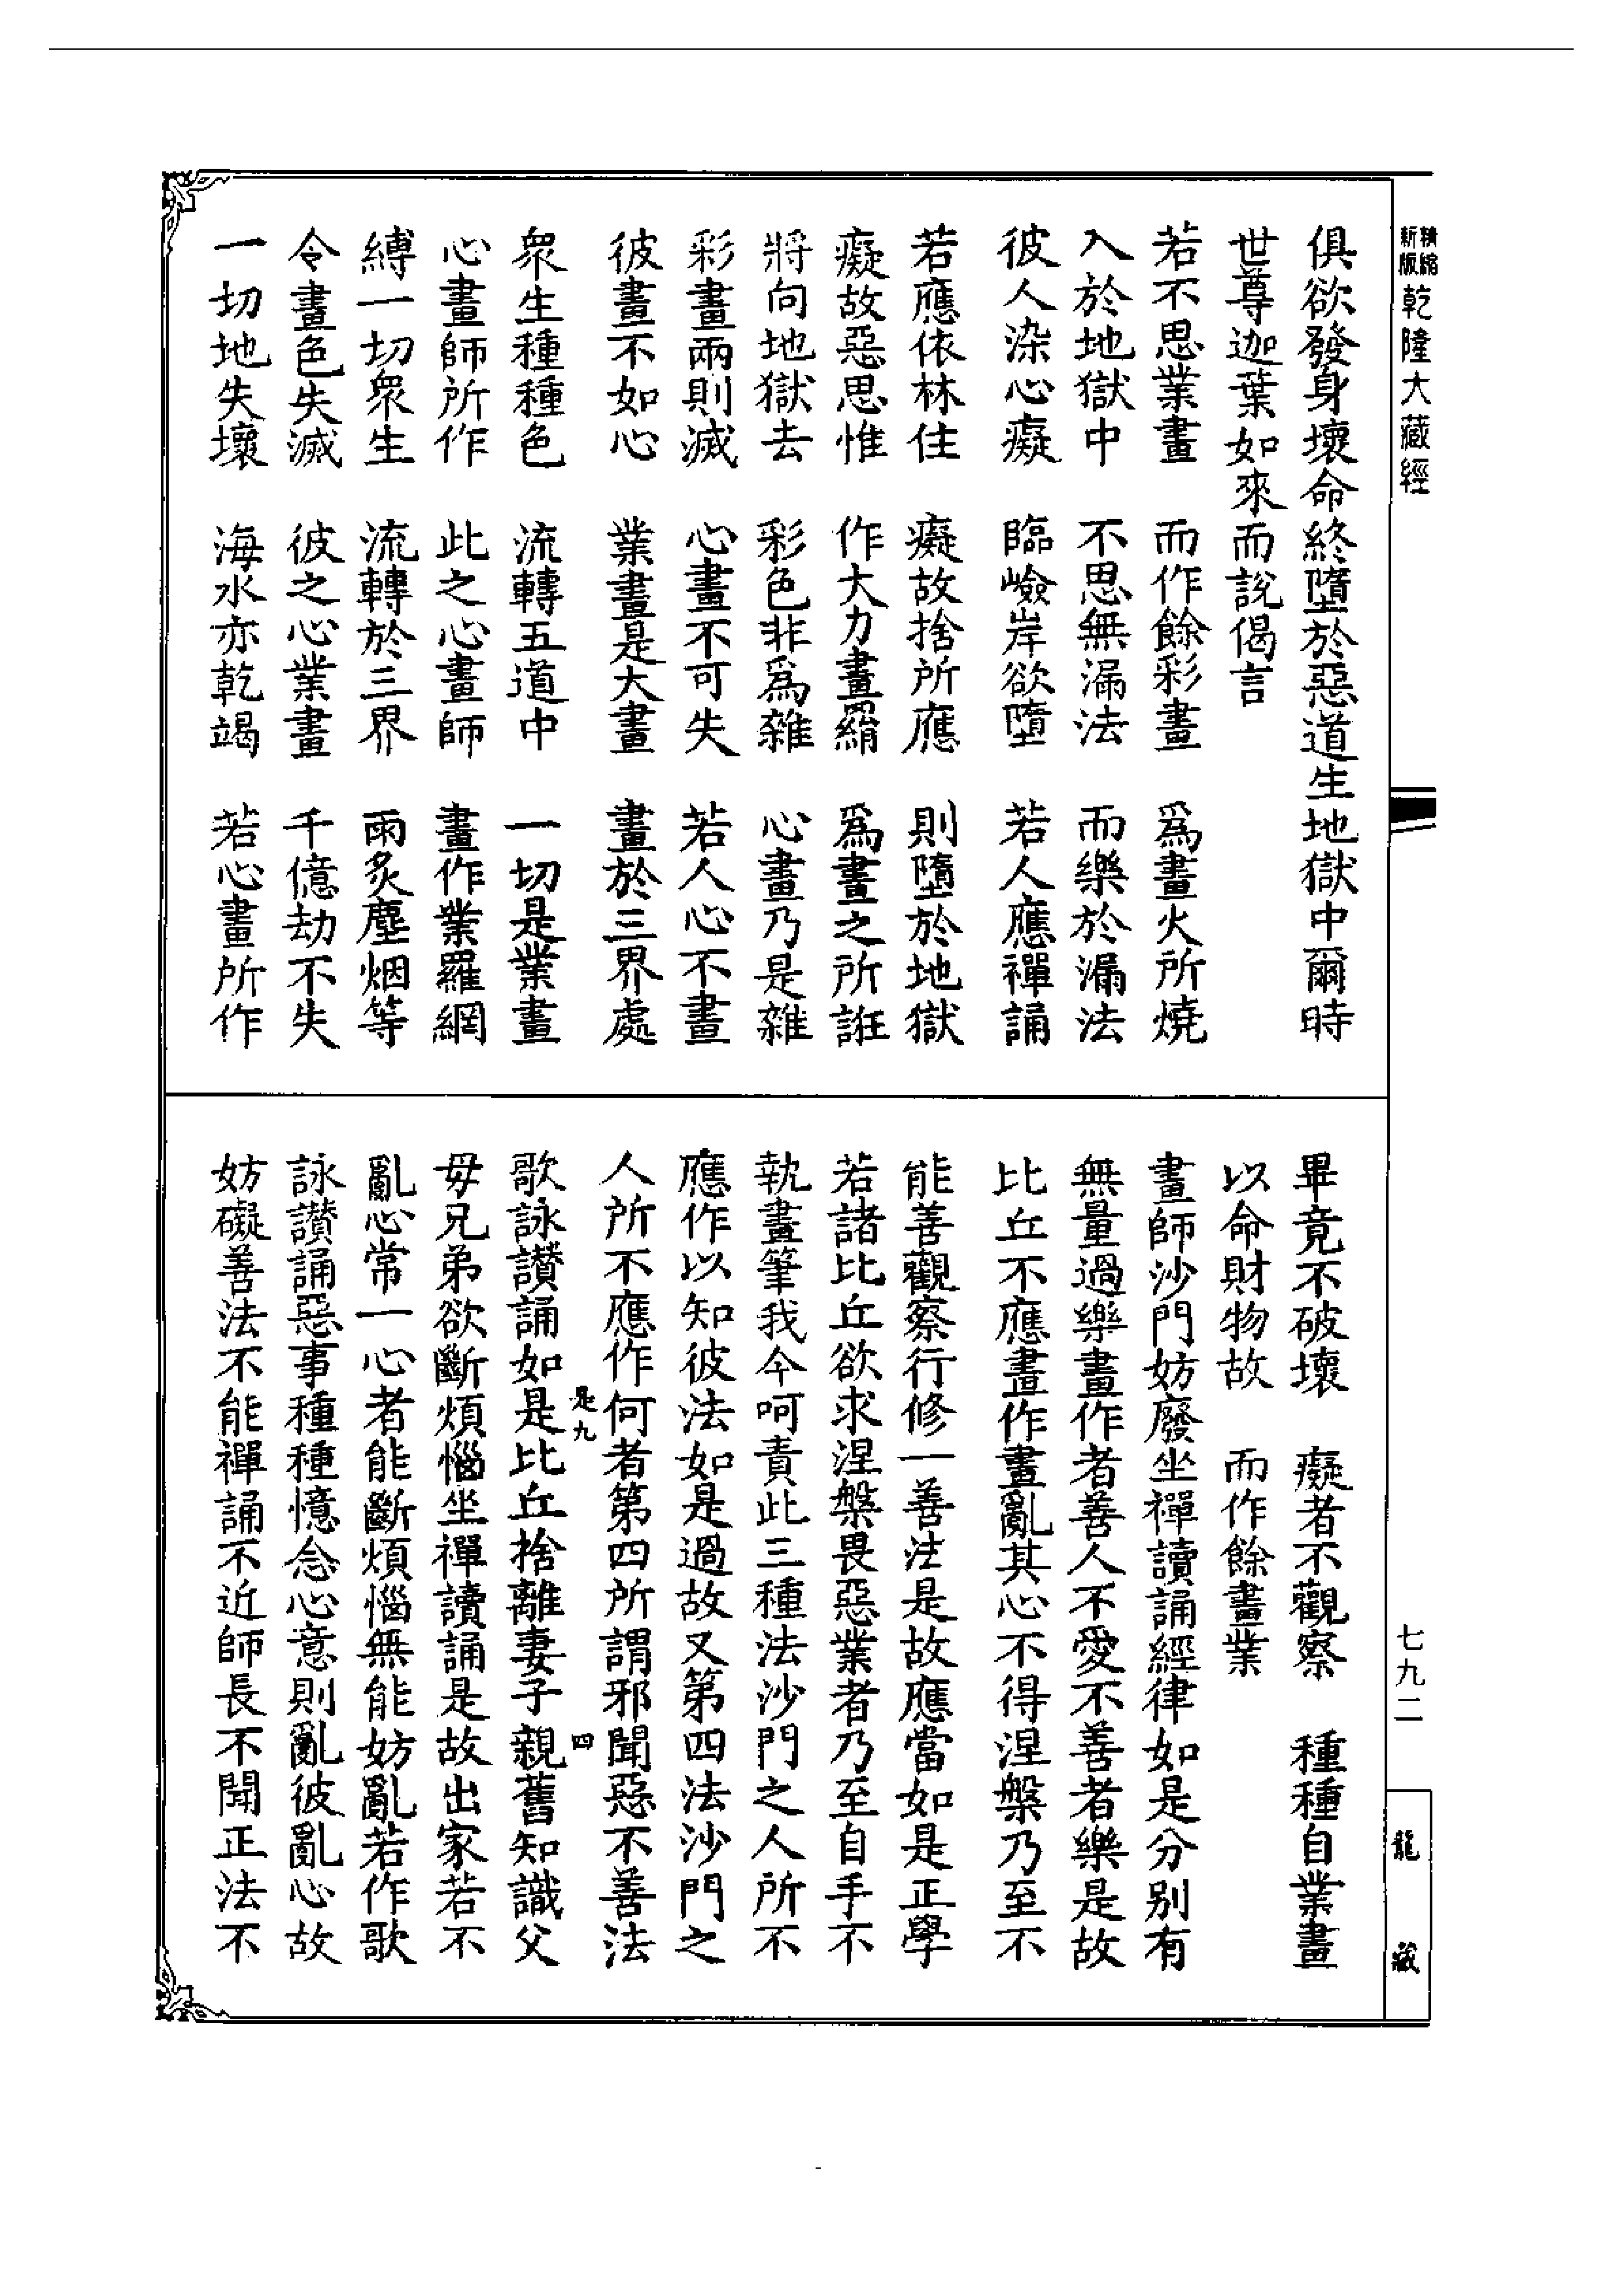 精縮新版乾隆大藏經
俱欲發身壞命終墮於惡道生地獄中爾時
世尊迦葉如來而說偈言
若不思業畫　而作餘彩畫　爲畫火所燒
入於地獄中　不思無漏法　而樂於漏法
彼人染心癡　臨嶮岸欲墮　若人應禪誦
若應依林住　癡故捨所應　則墮於地獄
癡故惡思惟　作大力畫羂　爲畫之所誑
將向地獄去　彩色非爲雜　心畫乃是雜
彩畫雨則滅　心畫不可失　若人心不畫
彼畫不如心　業畫是大畫　畫於三界處
衆生種種色　流轉五道中　一切是業畫
心畫師所作　此之心畫師　畫作業羅網
縛一切衆生　流轉於三界　雨炙塵烟等
令畫色失滅　彼之心業畫　千億劫不失
一切地失壞　海水亦乾竭　若心畫所作
畢竟不破壞　癡者不觀察　種種自業畫
以命財物故　而作餘畫業
畫師沙門妨廢坐禪讀誦經律如是分別有
無量過樂畫作者善人不愛不善者樂是故
比丘不應畫作畫亂其心不得涅槃乃至不
能善觀察行修一善法是故應當如是正學
若諸比丘欲求涅槃畏惡業者乃至自手不
執畫筆我今呵責此三種法沙門之人所不
應作以知彼法如是過故又第四法沙門之
人所不應作何者第四所謂邪聞惡不善法
是九　四
歌詠讚誦如是比丘捨離妻子親舊知識父
母兄弟欲斷煩惱坐禪讀誦是故出家若不
亂心常一心者能斷煩惱無能妨亂若作歌
詠讚誦惡事種種憶念心意則亂彼亂心故
妨礙善法不能禪誦不近師長不聞正法不
七九二
龍藏